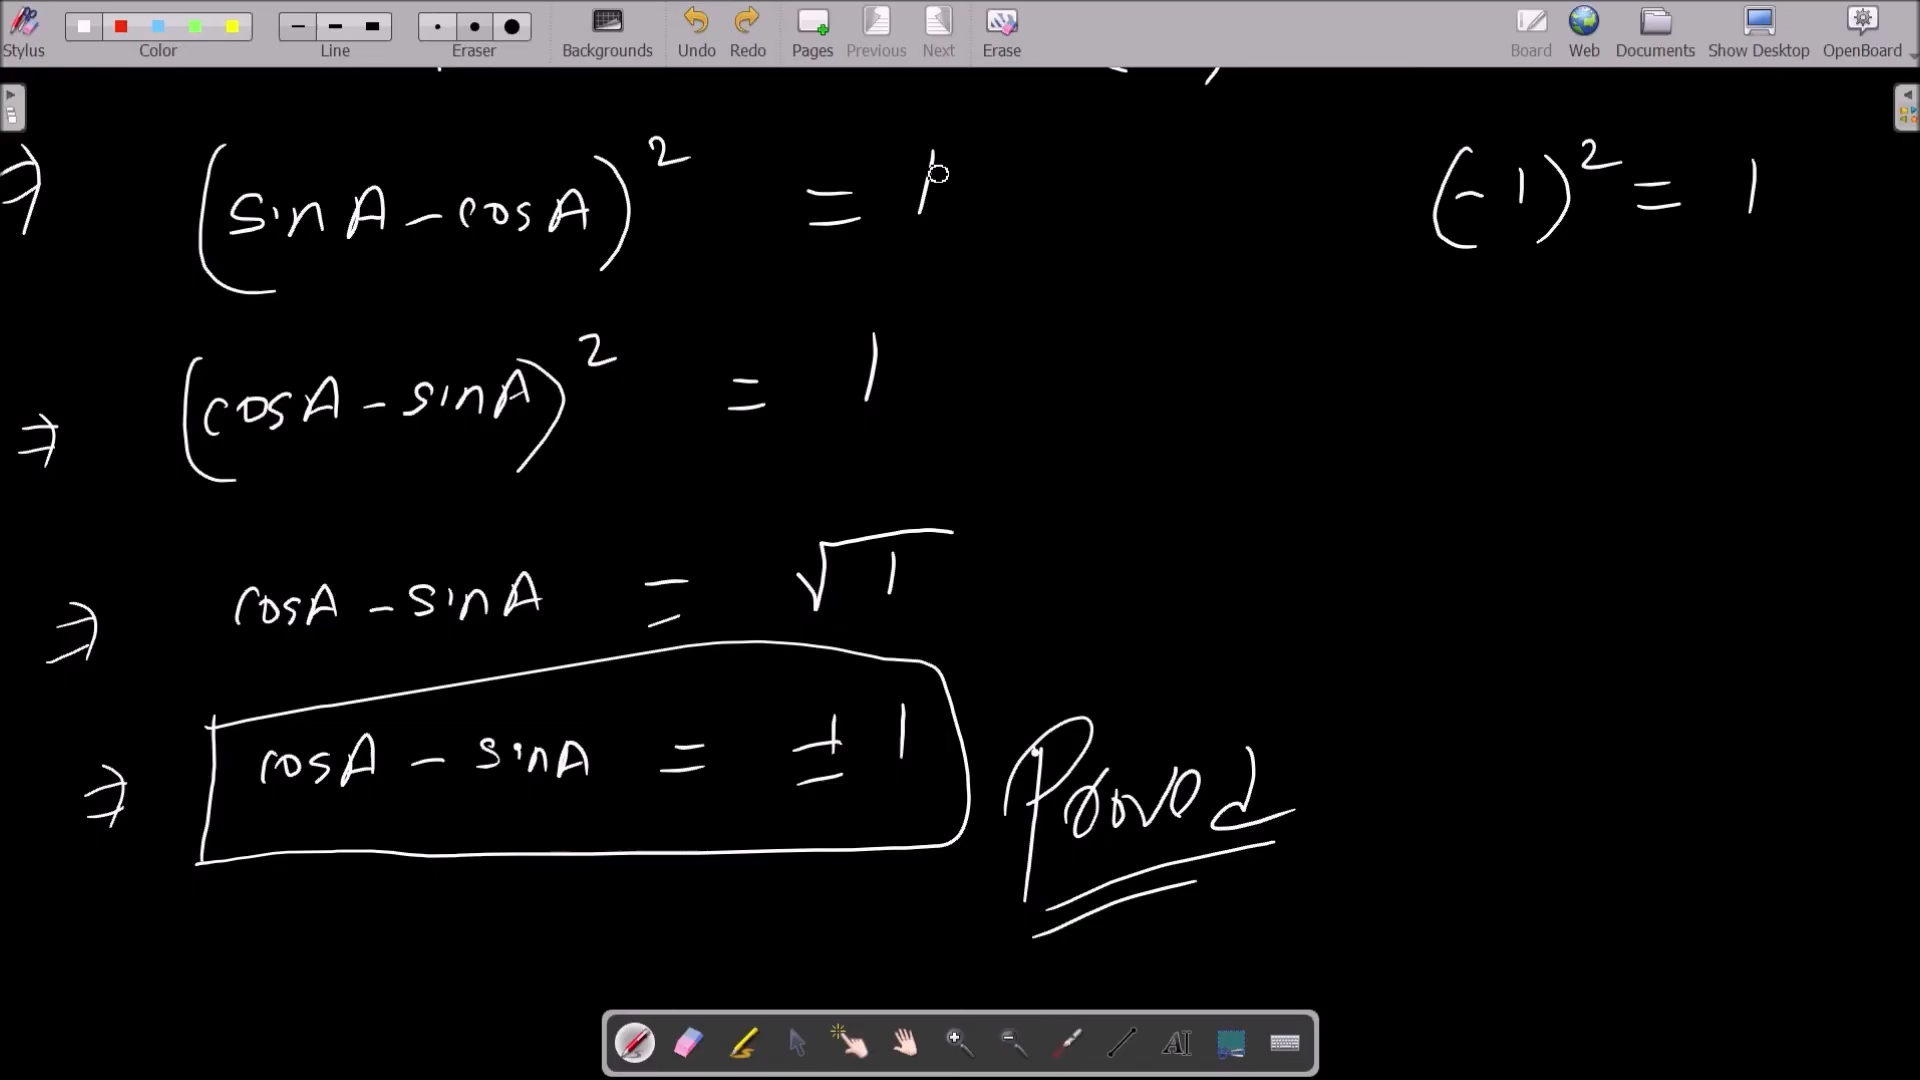 Stylus Color Line Eraser Backgrounds Undo Redo Pages Previous Next Erase Board Web Documents Show Desktop OpenBoard
⇒ (sinA - cosA)² = 1
(-1)² = 1
⇒ (cosA - sinA)² = 1
⇒ cosA - sinA = √1
⇒ cosA - sinA = ± 1
Proved
AI